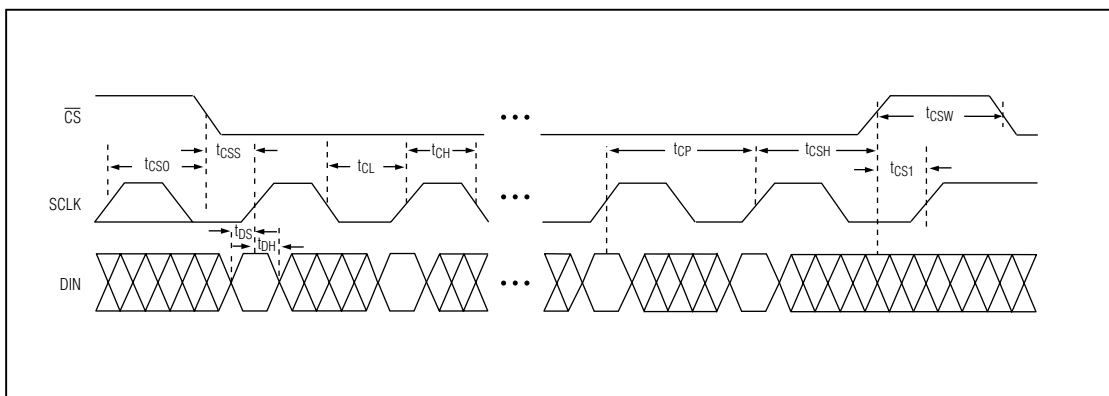 CS
tCSW
tCSS
tCSO
tCL
tCH
tCP
tCSH
tCS1
SCLK
tDS
tDH
DIN